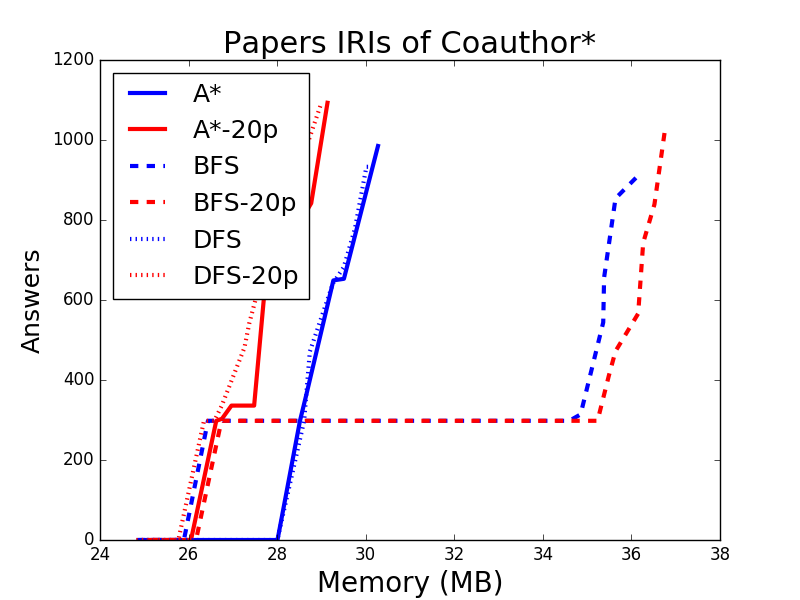 Papers IRIs of Coauthor*
1200
1000
800
600
400
200
0
Answers
A*
A*-20p
BFS
BFS-20p
DFS
DFS-20p
24 26 28 30 32 34 36 38
Memory (MB)